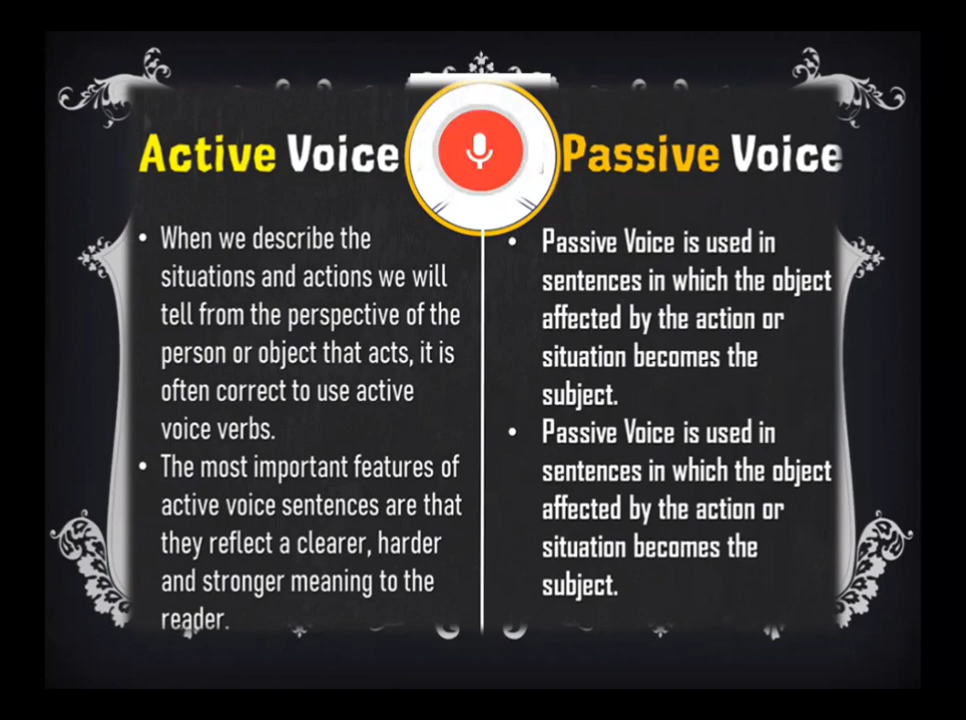 Active Voice
Passive Voice
• When we describe the
situations and actions we will
tell from the perspective of the
person or object that acts, it is
often correct to use active
voice verbs.
• The most important features of
active voice sentences are that
they reflect a clearer, harder
and stronger meaning to the
reader.
• Passive Voice is used in
sentences in which the object
affected by the action or
situation becomes the
subject.
• Passive Voice is used in
sentences in which the object
affected by the action or
situation becomes the
subject.